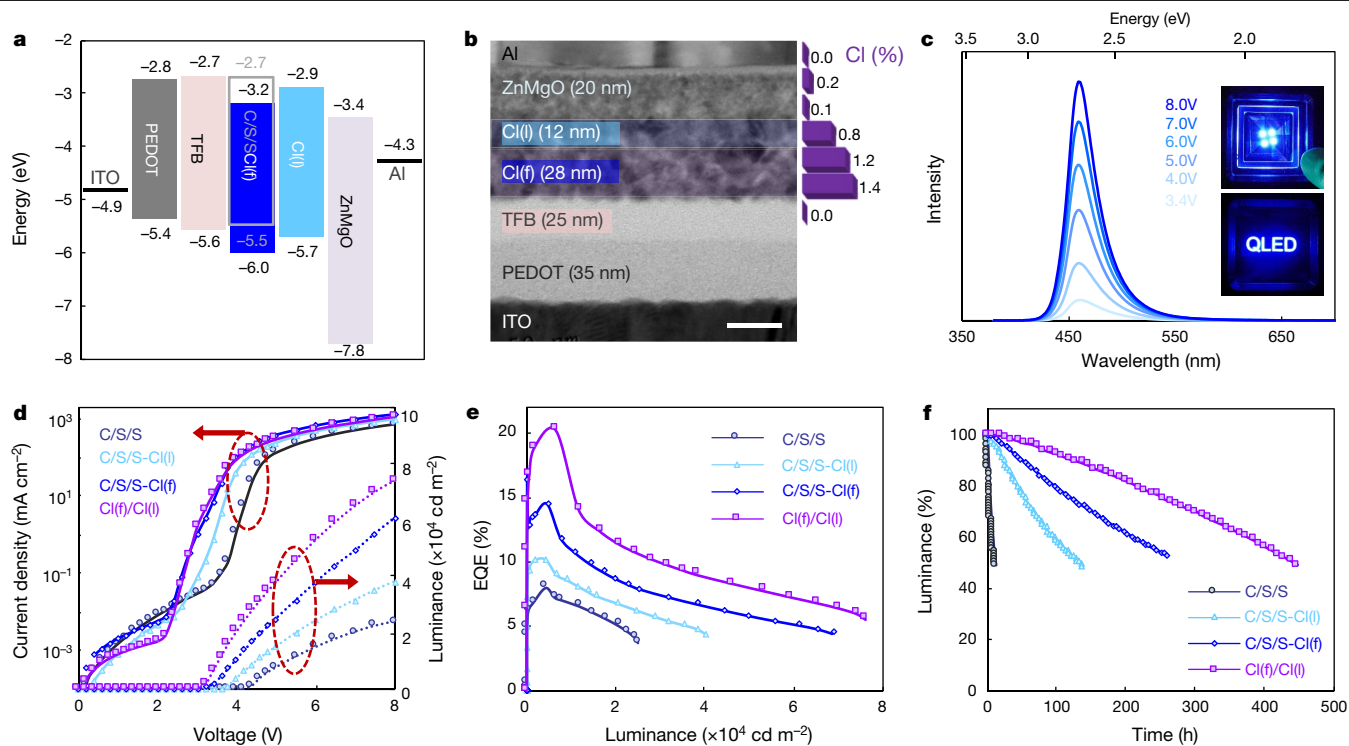 a
−2
−3
−4
−5
−6
−7
−8
Energy (eV)
ITO
−4.9
−2.8
PEDOT
−5.4
−2.7
TFB
−5.6
−2.7
−3.2
C/S/SCl(f)
−5.5
−6.0
−2.9
Cl(l)
−5.7
−3.4
ZnMgO
−7.8
−4.3
Al
b
Al
ZnMgO (20 nm)
Cl(l) (12 nm)
Cl(f) (28 nm)
TFB (25 nm)
PEDOT (35 nm)
ITO
Cl (%)
0.0
0.2
0.1
0.8
1.2
1.4
0.0
c
Energy (eV)
3.5
3.0
2.5
2.0
Intensity
8.0V
7.0V
6.0V
5.0V
4.0V
3.4V
QLED
350
450
550
650
Wavelength (nm)
d
10³
10¹
10⁻¹
10⁻³
Current density (mA cm⁻²)
C/S/S
C/S/S-Cl(l)
C/S/S-Cl(f)
Cl(f)/Cl(l)
10
8
6
4
2
0
Luminance (×10⁴ cd m⁻²)
0
2
4
6
8
Voltage (V)
e
20
15
10
5
0
EQE (%)
C/S/S
C/S/S-Cl(l)
C/S/S-Cl(f)
Cl(f)/Cl(l)
0
2
4
6
8
Luminance (×10⁴ cd m⁻²)
f
100
80
60
40
20
0
Luminance (%)
C/S/S
C/S/S-Cl(l)
C/S/S-Cl(f)
Cl(f)/Cl(l)
0
100
200
300
400
500
Time (h)